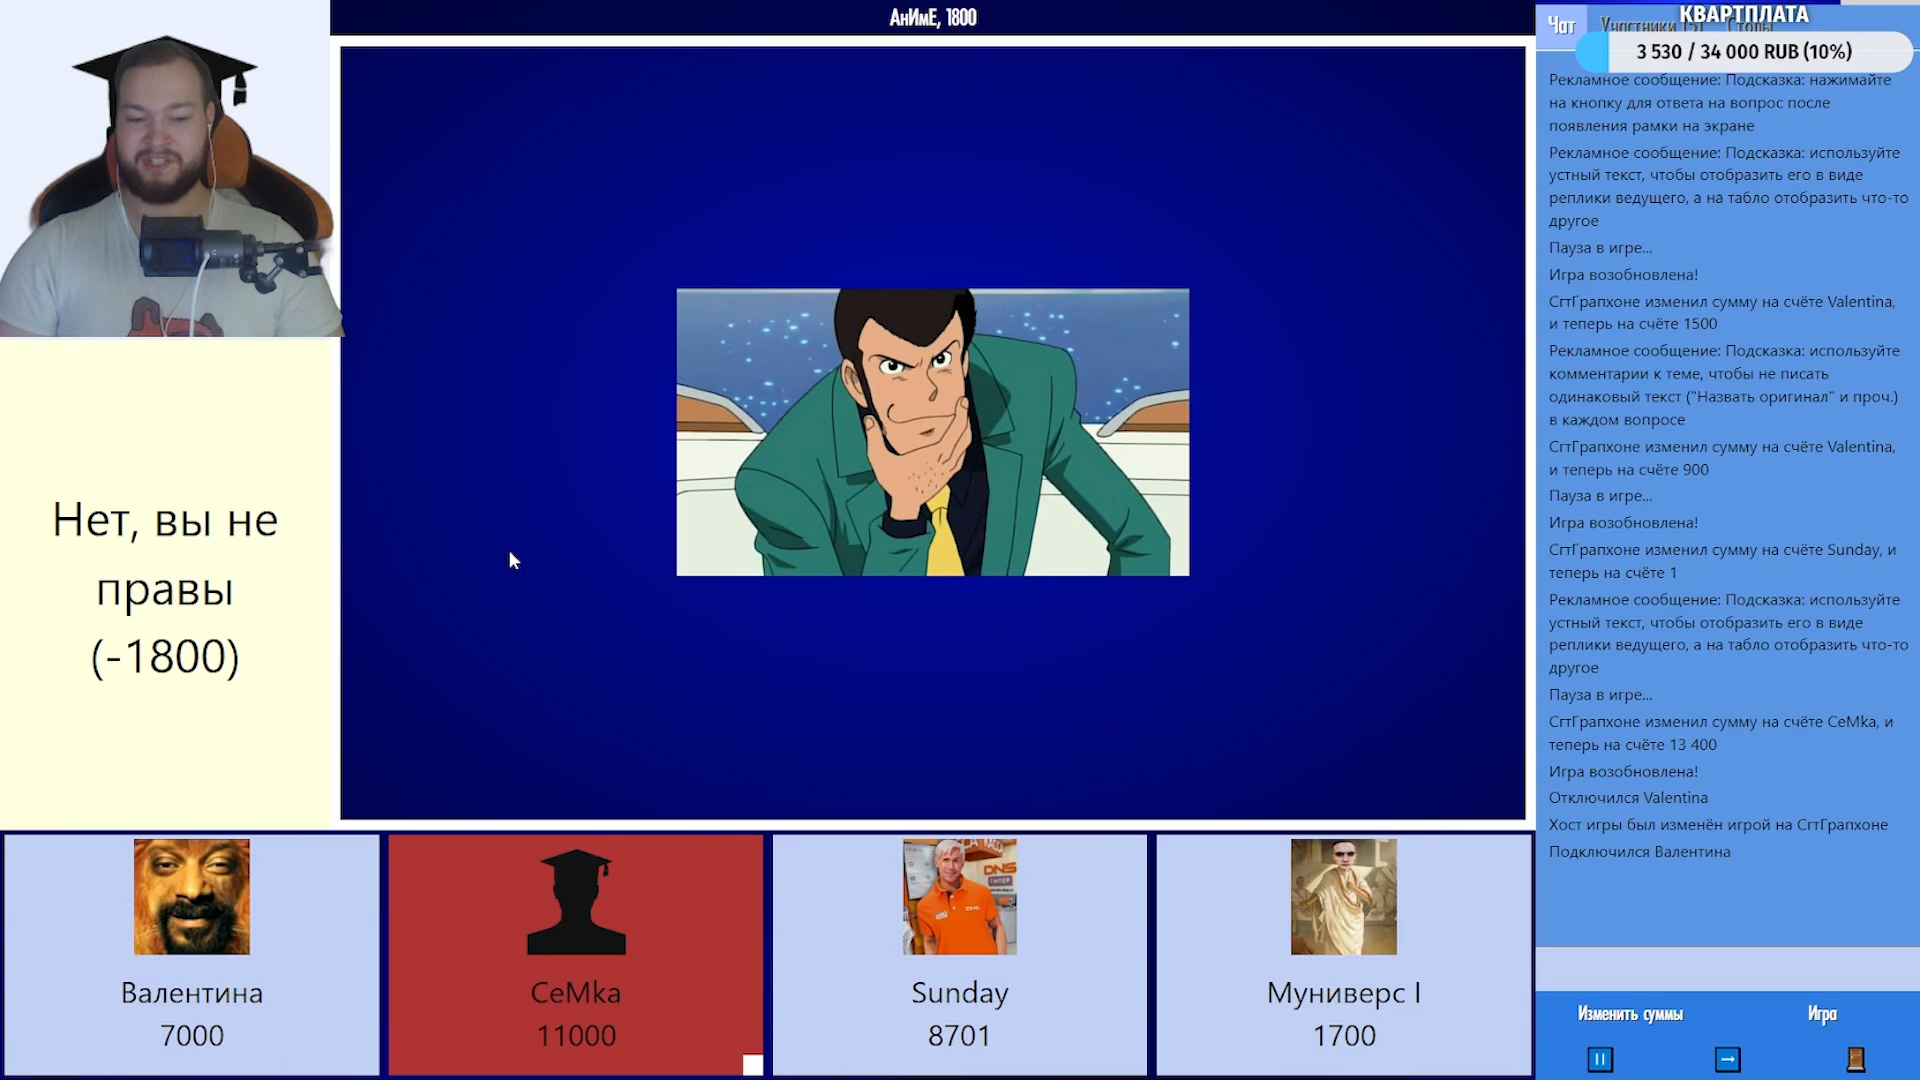 АнИмЕ, 1800
КВАРТПЛАТА
Чат
Участники (5)
Столы
3 530 / 34 000 RUB (10%)
Рекламное сообщение: Подсказка: нажимайте
на кнопку для ответа на вопрос после
появления рамки на экране
Рекламное сообщение: Подсказка: используйте
устный текст, чтобы отобразить его в виде
реплики ведущего, а на табло отобразить что-то
другое
Пауза в игре...
Игра возобновлена!
СгтГрапхоне изменил сумму на счёте Valentina,
и теперь на счёте 1500
Рекламное сообщение: Подсказка: используйте
комментарии к теме, чтобы не писать
одинаковый текст ("Назвать оригинал" и проч.)
в каждом вопросе
СгтГрапхоне изменил сумму на счёте Valentina,
и теперь на счёте 900
Пауза в игре...
Игра возобновлена!
СгтГрапхоне изменил сумму на счёте Sunday, и
теперь на счёте 1
Рекламное сообщение: Подсказка: используйте
устный текст, чтобы отобразить его в виде
реплики ведущего, а на табло отобразить что-то
другое
Пауза в игре...
СгтГрапхоне изменил сумму на счёте CeMka, и
теперь на счёте 13 400
Игра возобновлена!
Отключился Valentina
Хост игры был изменён игрой на СгтГрапхоне
Подключился Валентина
Нет, вы не
правы
(-1800)
DNS
ГИПЕР
Валентина
7000
CeMka
11000
Sunday
8701
Муниверс I
1700
Изменить суммы
Игра